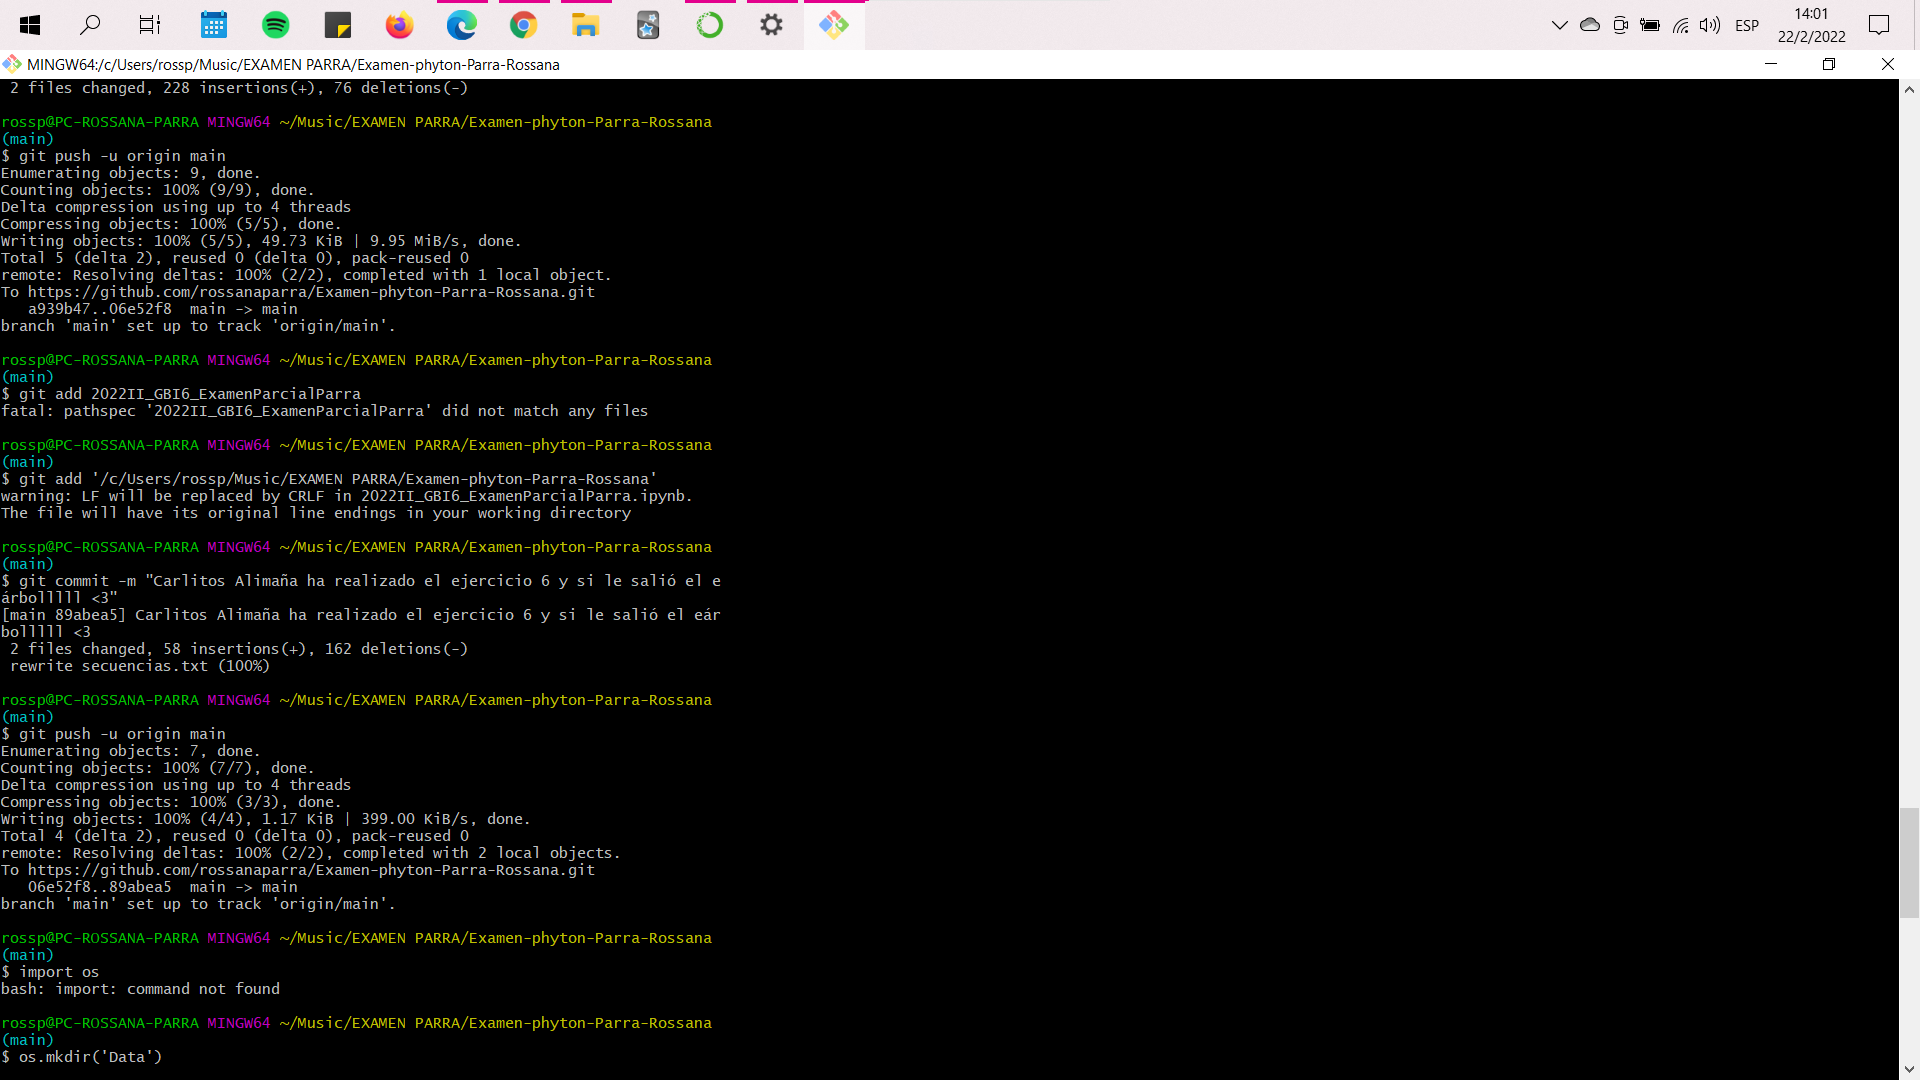 ESP
14:01
22/2/2022
MINGW64:/c/Users/rossp/Music/EXAMEN PARRA/Examen-phyton-Parra-Rossana
 2 files changed, 228 insertions(+), 76 deletions(-)
rossp@PC-ROSSANA-PARRA MINGW64 ~/Music/EXAMEN PARRA/Examen-phyton-Parra-Rossana
(main)
$ git push -u origin main
Enumerating objects: 9, done.
Counting objects: 100% (9/9), done.
Delta compression using up to 4 threads
Compressing objects: 100% (5/5), done.
Writing objects: 100% (5/5), 49.73 KiB | 9.95 MiB/s, done.
Total 5 (delta 2), reused 0 (delta 0), pack-reused 0
remote: Resolving deltas: 100% (2/2), completed with 1 local object.
To https://github.com/rossanaparra/Examen-phyton-Parra-Rossana.git
   a939b47..06e52f8  main -> main
branch 'main' set up to track 'origin/main'.
rossp@PC-ROSSANA-PARRA MINGW64 ~/Music/EXAMEN PARRA/Examen-phyton-Parra-Rossana
(main)
$ git add 2022II_GBI6_ExamenParcialParra
fatal: pathspec '2022II_GBI6_ExamenParcialParra' did not match any files
rossp@PC-ROSSANA-PARRA MINGW64 ~/Music/EXAMEN PARRA/Examen-phyton-Parra-Rossana
(main)
$ git add '/c/Users/rossp/Music/EXAMEN PARRA/Examen-phyton-Parra-Rossana'
warning: LF will be replaced by CRLF in 2022II_GBI6_ExamenParcialParra.ipynb.
The file will have its original line endings in your working directory
rossp@PC-ROSSANA-PARRA MINGW64 ~/Music/EXAMEN PARRA/Examen-phyton-Parra-Rossana
(main)
$ git commit -m "Carlitos Alimaña ha realizado el ejercicio 6 y si le salió el e
árbolllll <3"
[main 89abea5] Carlitos Alimaña ha realizado el ejercicio 6 y si le salió el eár
bolllll <3
 2 files changed, 58 insertions(+), 162 deletions(-)
 rewrite secuencias.txt (100%)
rossp@PC-ROSSANA-PARRA MINGW64 ~/Music/EXAMEN PARRA/Examen-phyton-Parra-Rossana
(main)
$ git push -u origin main
Enumerating objects: 7, done.
Counting objects: 100% (7/7), done.
Delta compression using up to 4 threads
Compressing objects: 100% (3/3), done.
Writing objects: 100% (4/4), 1.17 KiB | 399.00 KiB/s, done.
Total 4 (delta 2), reused 0 (delta 0), pack-reused 0
remote: Resolving deltas: 100% (2/2), completed with 2 local objects.
To https://github.com/rossanaparra/Examen-phyton-Parra-Rossana.git
   06e52f8..89abea5  main -> main
branch 'main' set up to track 'origin/main'.
rossp@PC-ROSSANA-PARRA MINGW64 ~/Music/EXAMEN PARRA/Examen-phyton-Parra-Rossana
(main)
$ import os
bash: import: command not found
rossp@PC-ROSSANA-PARRA MINGW64 ~/Music/EXAMEN PARRA/Examen-phyton-Parra-Rossana
(main)
$ os.mkdir('Data')